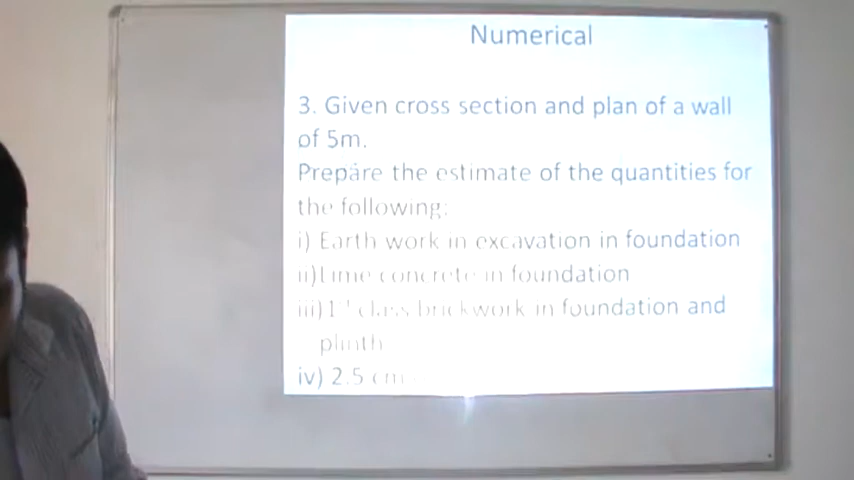 Numerical
3. Given cross section and plan of a wall
of 5m.
Prepare the estimate of the quantities for
the following:
i) Earth work in excavation in foundation
ii)Lime concrete in foundation
iii) 1st class brickwork in foundation and
plinth
iv) 2.5 cm